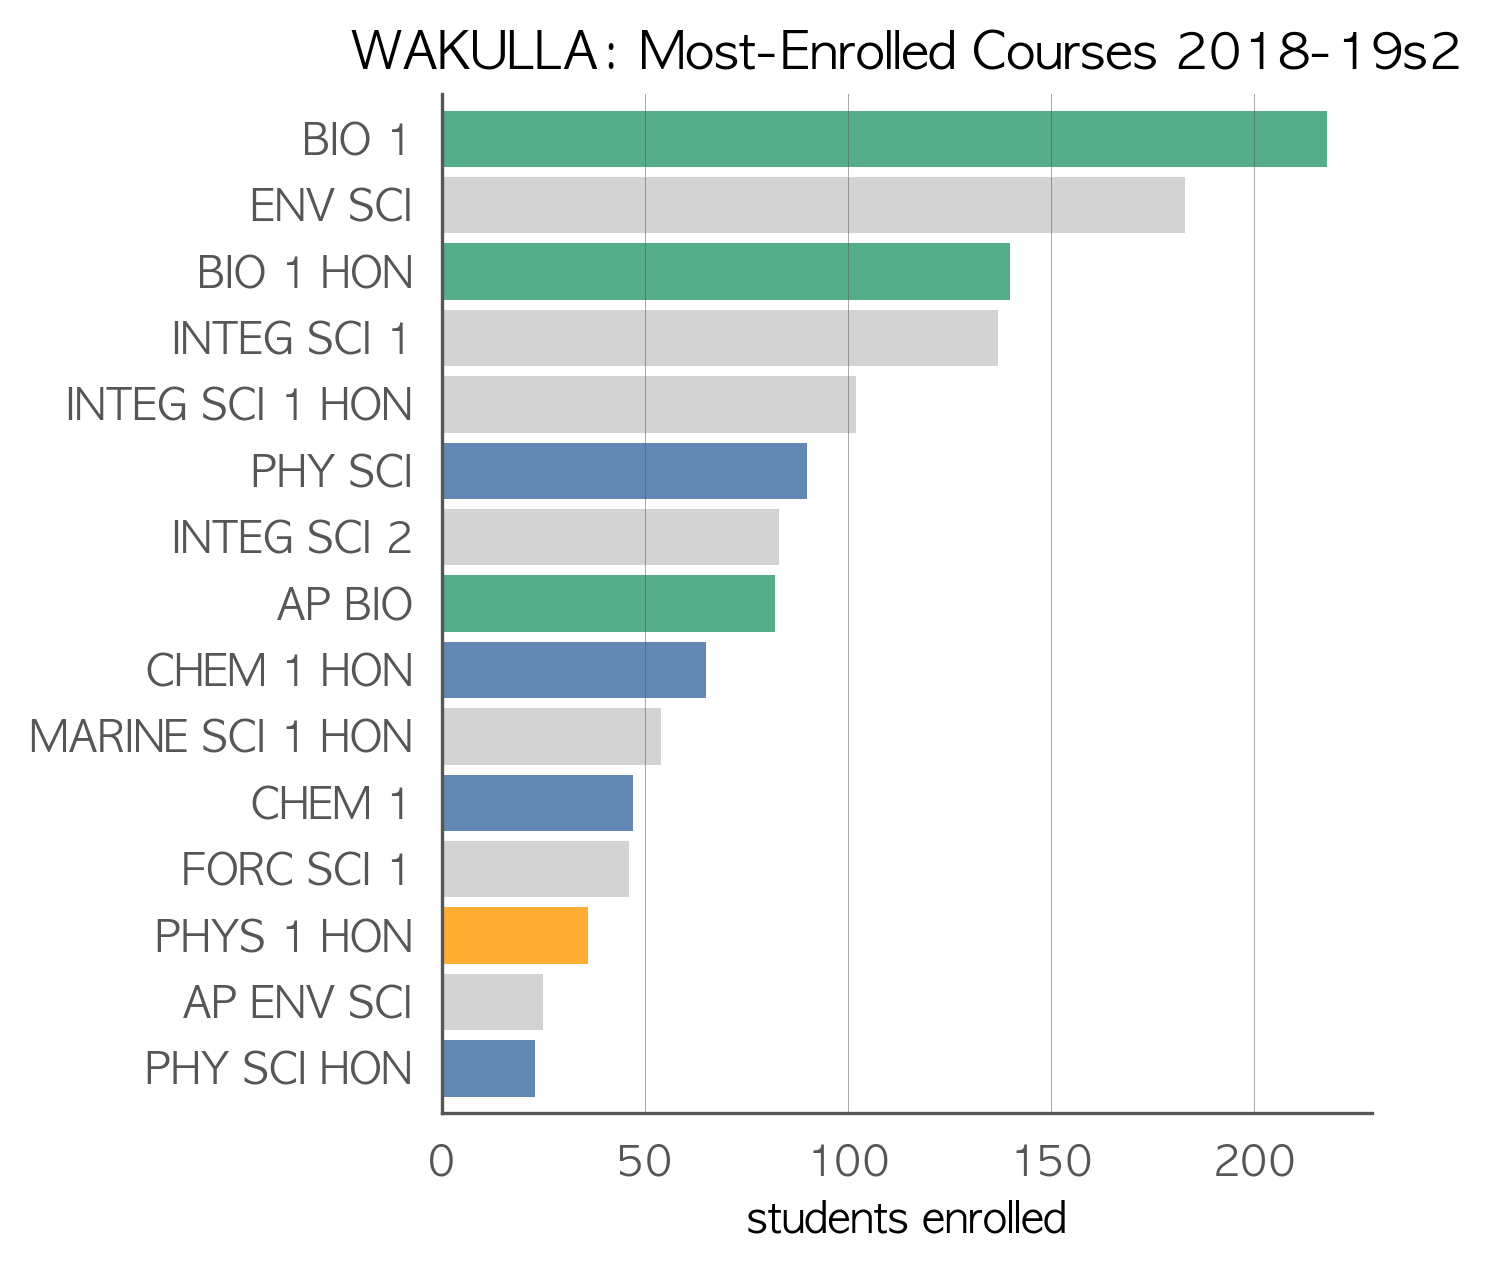 WAKULLA: Most-Enrolled Courses 2018-19s2
BIO 1
ENV SCI
BIO 1 HON
INTEG SCI 1
INTEG SCI 1 HON
PHY SCI
INTEG SCI 2
AP BIO
CHEM 1 HON
MARINE SCI 1 HON
CHEM 1
FORC SCI 1
PHYS 1 HON
AP ENV SCI
PHY SCI HON
0 50 100 150 200
students enrolled